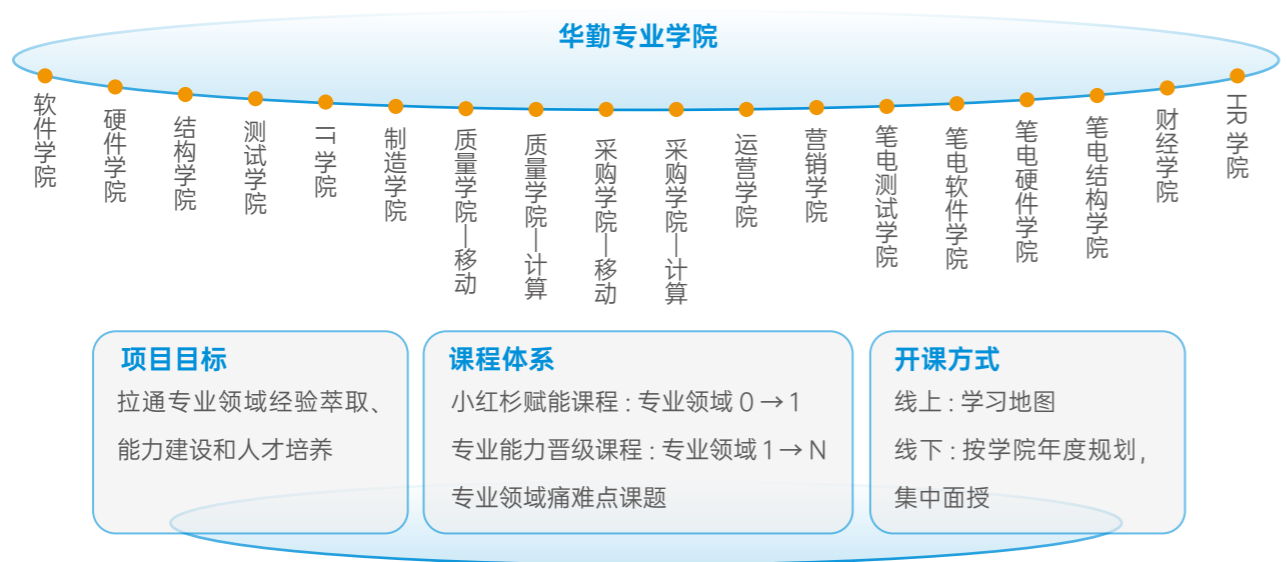 华勤专业学院
软件学院
硬件学院
结构学院
测试学院
IT 学院
制造学院
质量学院—移动
质量学院—计算
采购学院—移动
采购学院—计算
运营学院
营销学院
笔电测试学院
笔电软件学院
笔电硬件学院
笔电结构学院
财经学院
HR 学院
项目目标
拉通专业领域经验萃取、
能力建设和人才培养
课程体系
小红杉赋能课程 : 专业领域 0 → 1
专业能力晋级课程 : 专业领域 1 → N
专业领域痛难点课题
开课方式
线上 : 学习地图
线下 : 按学院年度规划，
集中面授